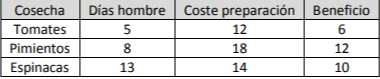 Cosecha Días hombre Coste preparación Beneficio
Tomates 5 12 6
Pimientos 8 18 12
Espinacas 13 14 10